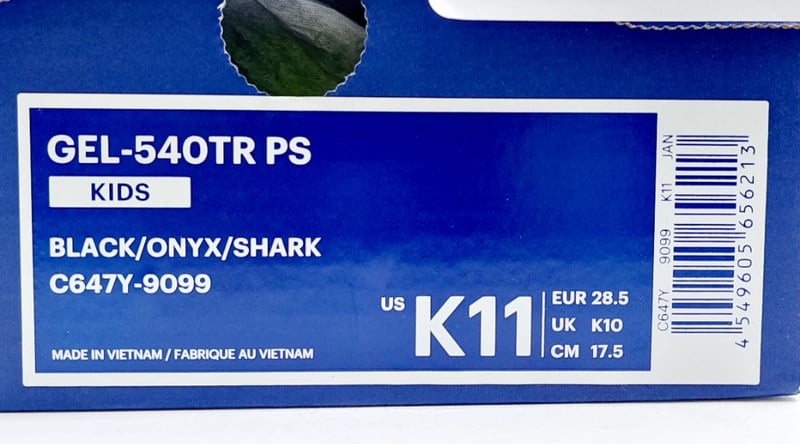 GEL-540TR PS
KIDS
BLACK/ONYX/SHARK
C647Y-9099
US K11
EUR 28.5
UK K10
CM 17.5
MADE IN VIETNAM / FABRIQUE AU VIETNAM
C647Y 9099 K11 JAN
4549605656213